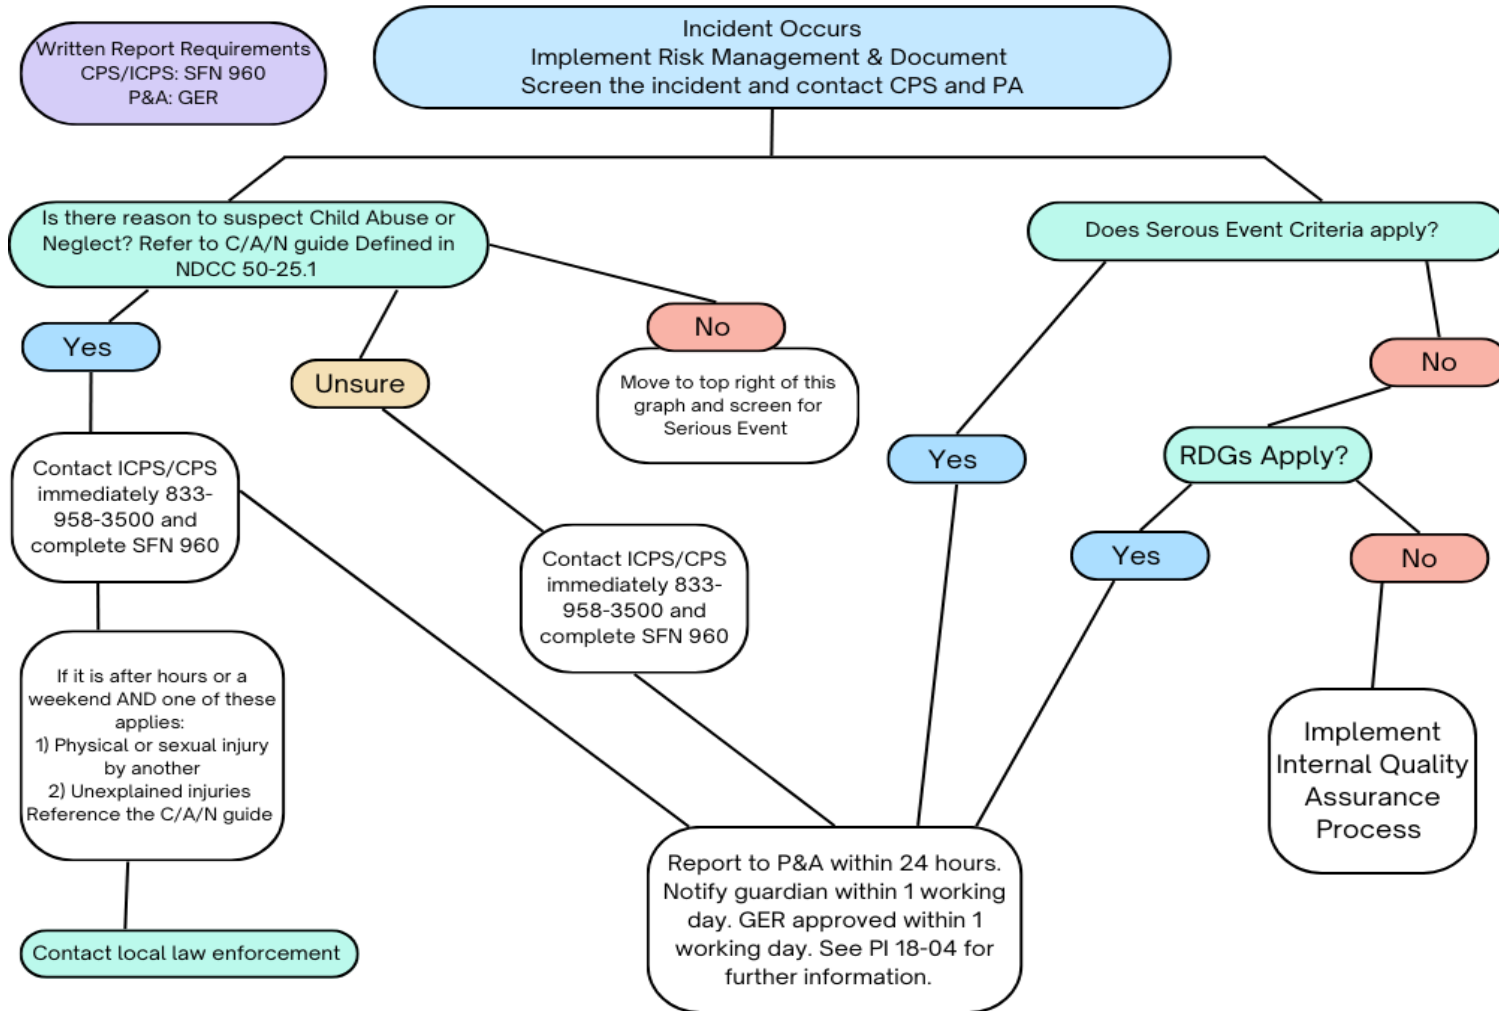 Written Report Requirements
CPS/ICPS: SFN 960
P&A: GER
Incident Occurs
Implement Risk Management & Document
Screen the incident and contact CPS and PA
Is there reason to suspect Child Abuse or
Neglect? Refer to C/A/N guide Defined in
NDCC 50-25.1
Does Serous Event Criteria apply?
Yes
Unsure
No
Move to top right of this
graph and screen for
Serious Event
No
Yes
RDGs Apply?
Contact ICPS/CPS
immediately 833-
958-3500 and
complete SFN 960
Contact ICPS/CPS
immediately 833-
958-3500 and
complete SFN 960
Yes
No
If it is after hours or a
weekend AND one of these
applies:
1) Physical or sexual injury
by another
2) Unexplained injuries
Reference the C/A/N guide
Implement
Internal Quality
Assurance
Process
Contact local law enforcement
Report to P&A within 24 hours.
Notify guardian within 1 working
day. GER approved within 1
working day. See PI 18-04 for
further information.